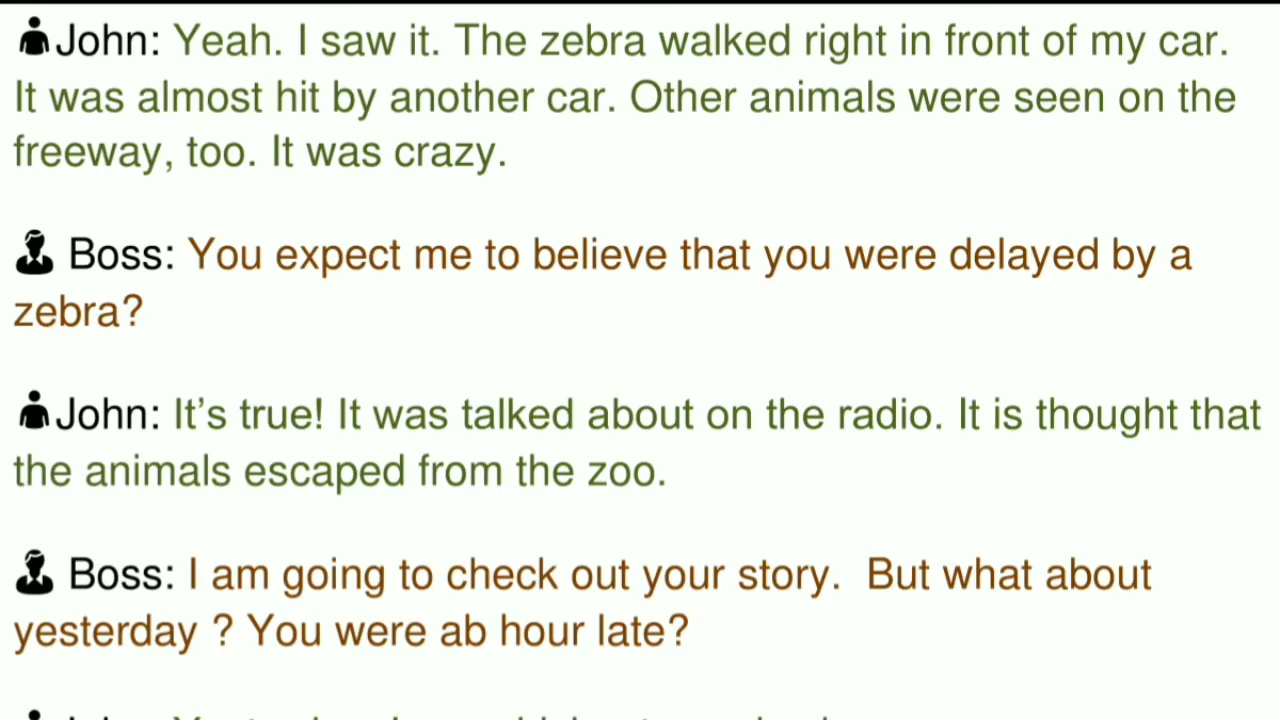 John: Yeah. I saw it. The zebra walked right in front of my car.
It was almost hit by another car. Other animals were seen on the
freeway, too. It was crazy.
Boss: You expect me to believe that you were delayed by a
zebra?
John: It’s true! It was talked about on the radio. It is thought that
the animals escaped from the zoo.
Boss: I am going to check out your story.  But what about
yesterday ? You were ab hour late?